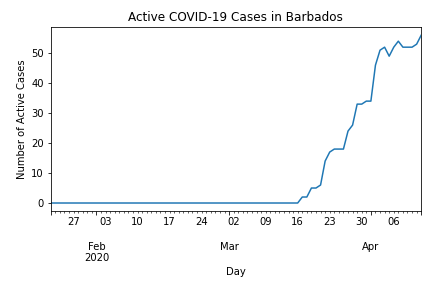 Active COVID-19 Cases in Barbados
50
40
30
20
10
0
Number of Active Cases
27 03 10 17 24 02 09 16 23 30 06
Feb Mar Apr
2020
Day